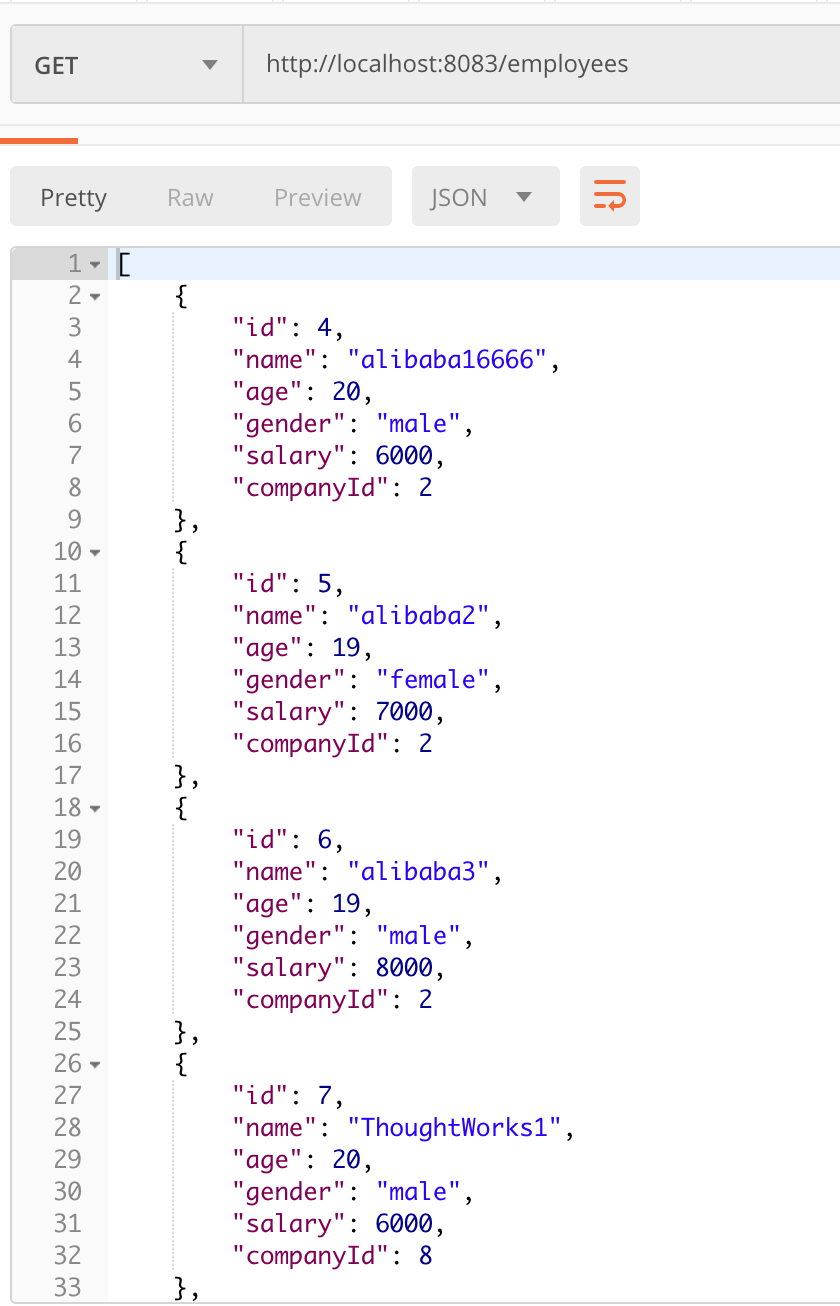 GET http://localhost:8083/employees
Pretty Raw Preview JSON
1 [
2 {
3 "id": 4,
4 "name": "alibaba16666",
5 "age": 20,
6 "gender": "male",
7 "salary": 6000,
8 "companyId": 2
9 },
10 {
11 "id": 5,
12 "name": "alibaba2",
13 "age": 19,
14 "gender": "female",
15 "salary": 7000,
16 "companyId": 2
17 },
18 {
19 "id": 6,
20 "name": "alibaba3",
21 "age": 19,
22 "gender": "male",
23 "salary": 8000,
24 "companyId": 2
25 },
26 {
27 "id": 7,
28 "name": "ThoughtWorks1",
29 "age": 20,
30 "gender": "male",
31 "salary": 6000,
32 "companyId": 8
33 },